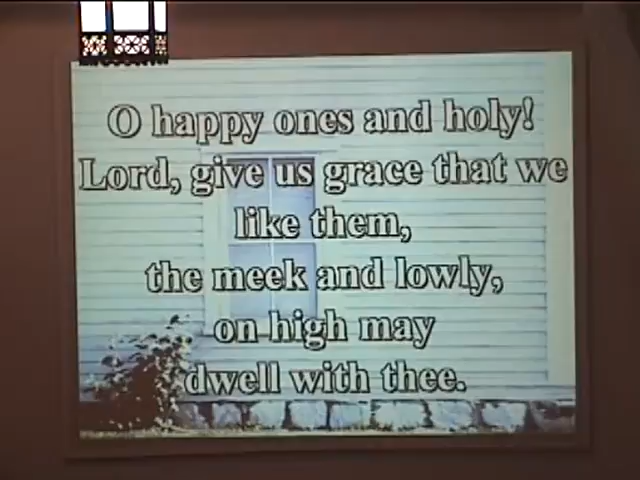 O happy ones and holy!
Lord, give us grace that we
like them,
the meek and lowly,
on high may
dwell with thee.